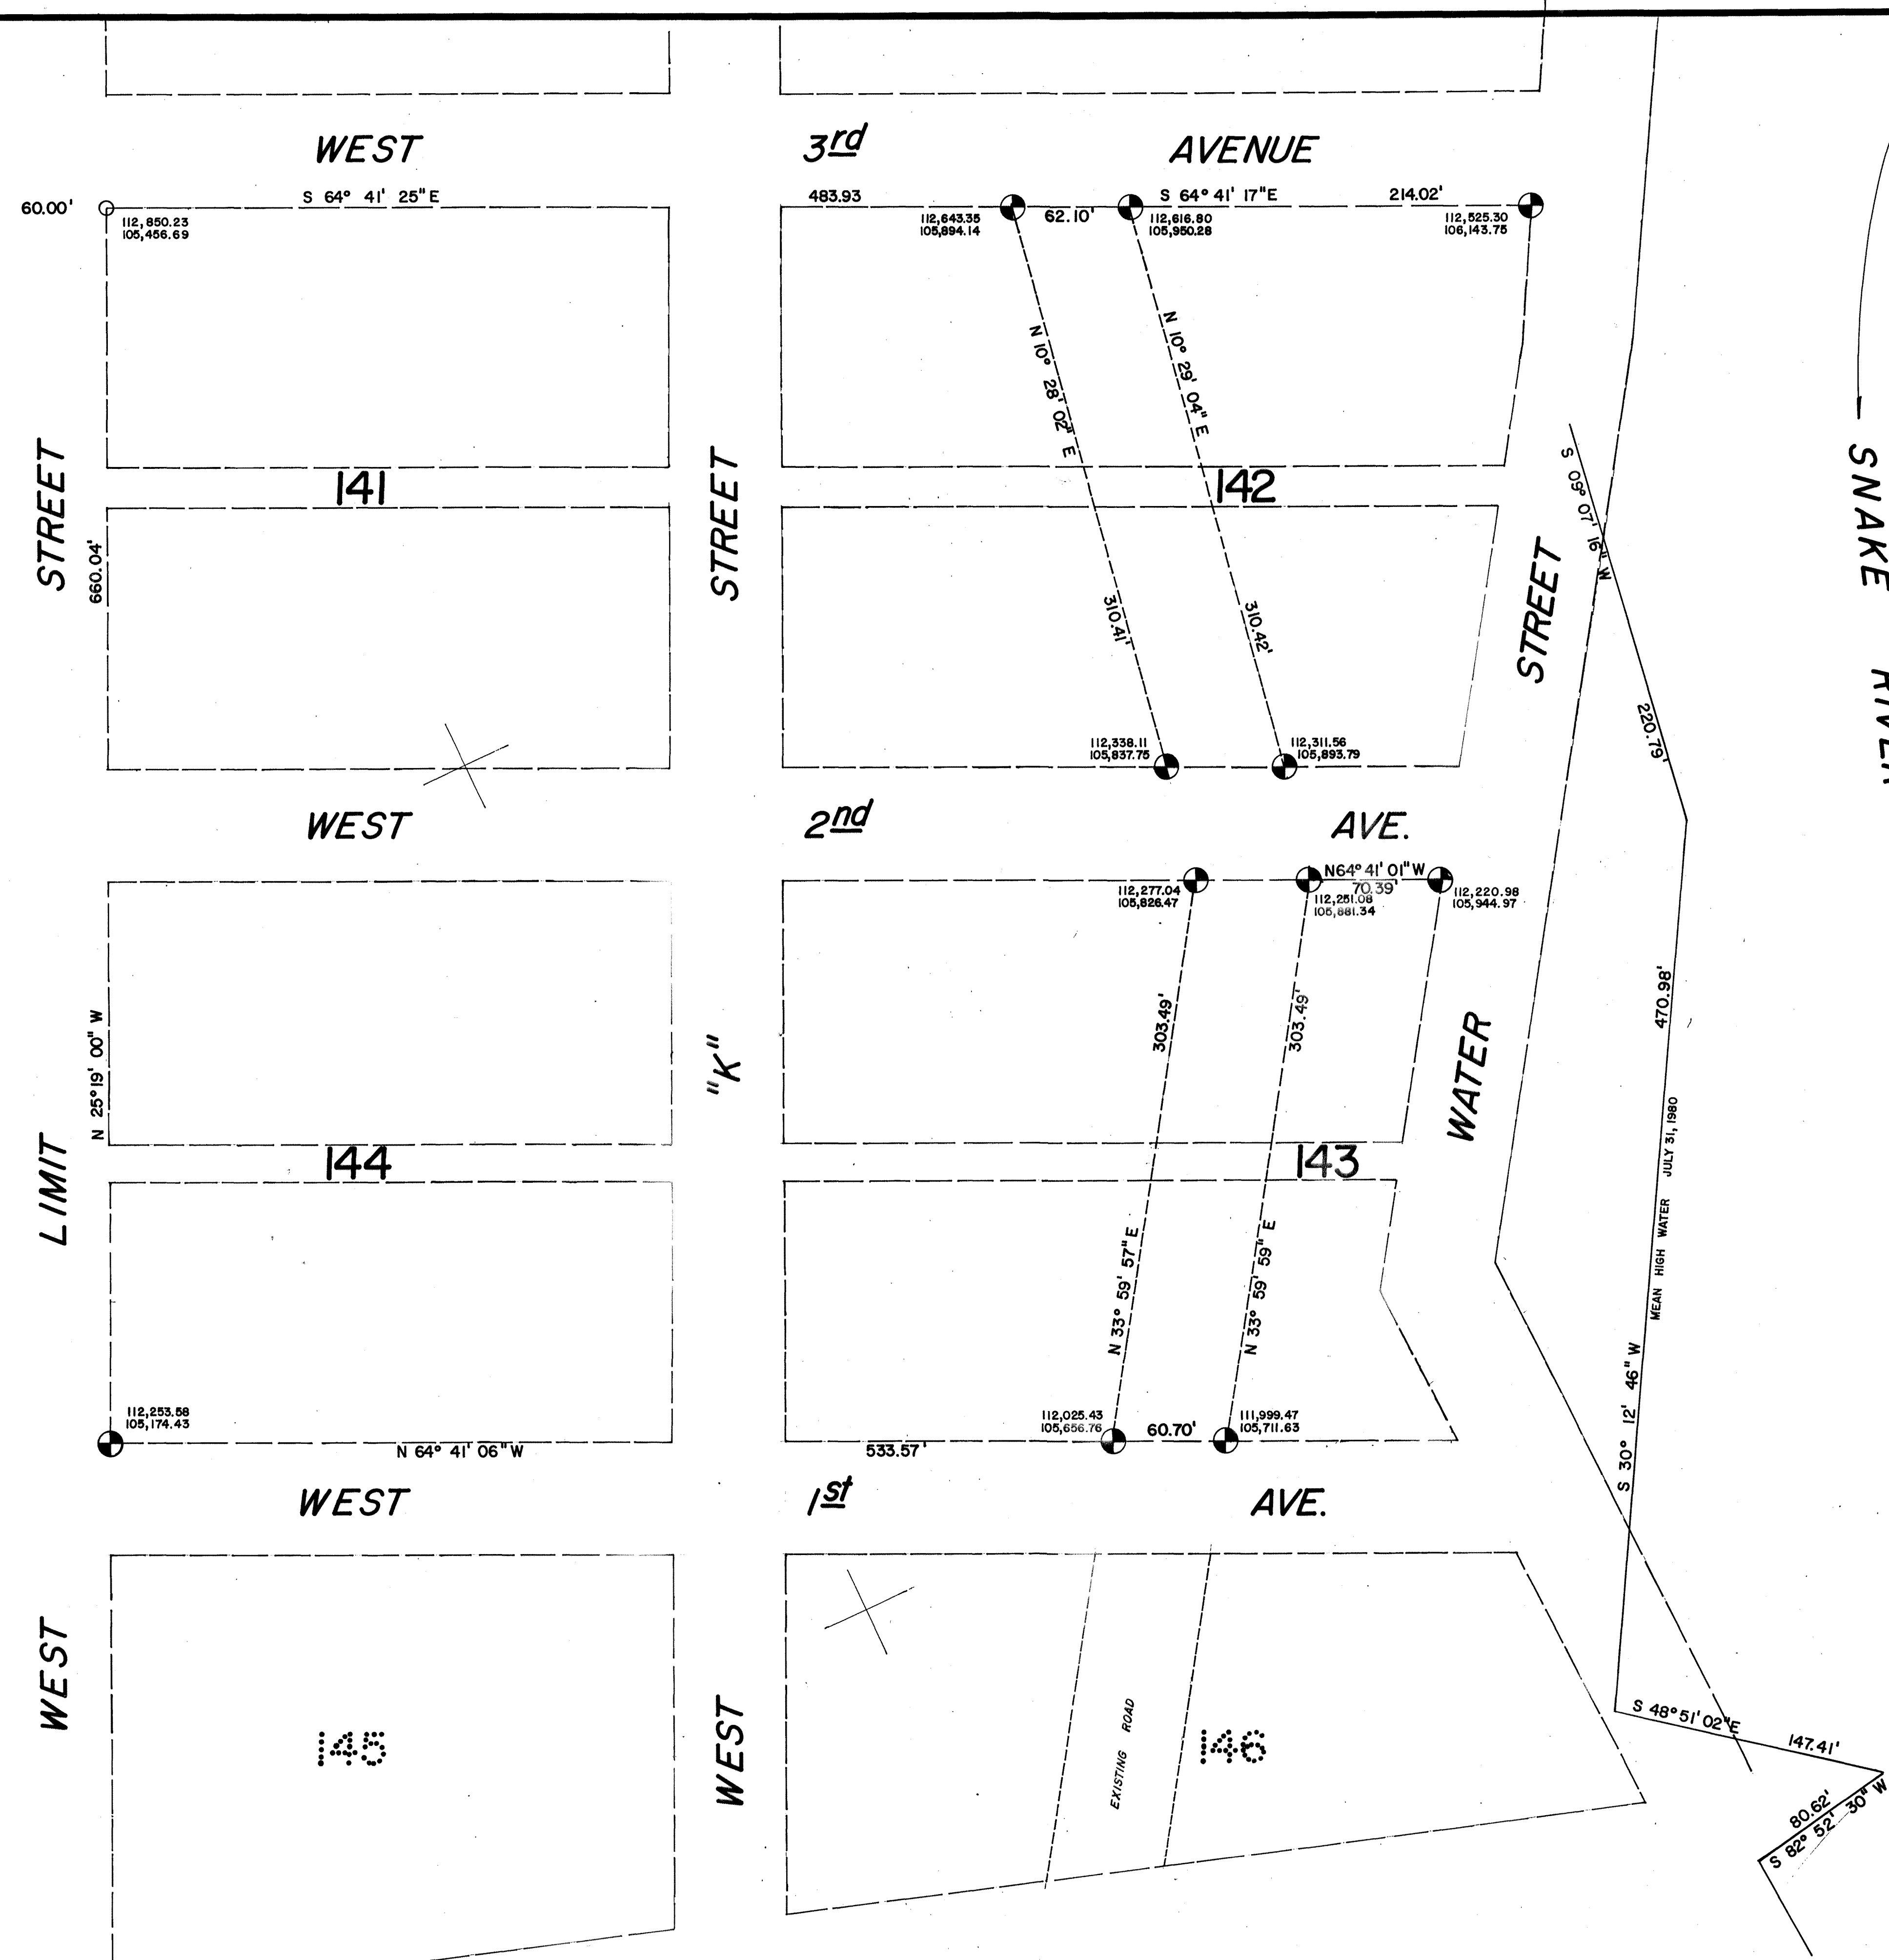 WEST 3rd AVENUE
60.00'
S 64° 41' 25" E
483.93
62.10'
S 64° 41' 17" E
214.02'
112,850.23
105,456.69
112,643.35
105,894.14
112,616.80
105,950.28
112,525.30
106,143.75
N 10° 28' 02" E
310.41'
N 10° 29' 04" E
310.42'
141
142
STREET
660.04'
STREET
STREET
S 09° 07' 16" W
220.79'
SNAKE RIVER
112,338.11
105,837.75
112,311.56
105,893.79
WEST 2nd AVE.
N 64° 41' 01" W
70.39'
112,277.04
105,826.47
112,251.08
105,881.34
112,220.98
105,944.97
303.49'
303.49'
N 25° 19' 00" W
"K"
WATER
470.98'
MEAN HIGH WATER JULY 31, 1980
144
143
LIMIT
N 33° 59' 57" E
N 33° 59' 59" E
S 30° 12' 46" W
112,253.58
105,174.43
112,025.43
105,656.76
60.70'
111,999.47
105,711.63
N 64° 41' 06" W
533.57'
WEST 1st AVE.
WEST
WEST
145
EXISTING ROAD
146
S 48° 51' 02" E
147.41'
80.62'
S 82° 52' 30" W